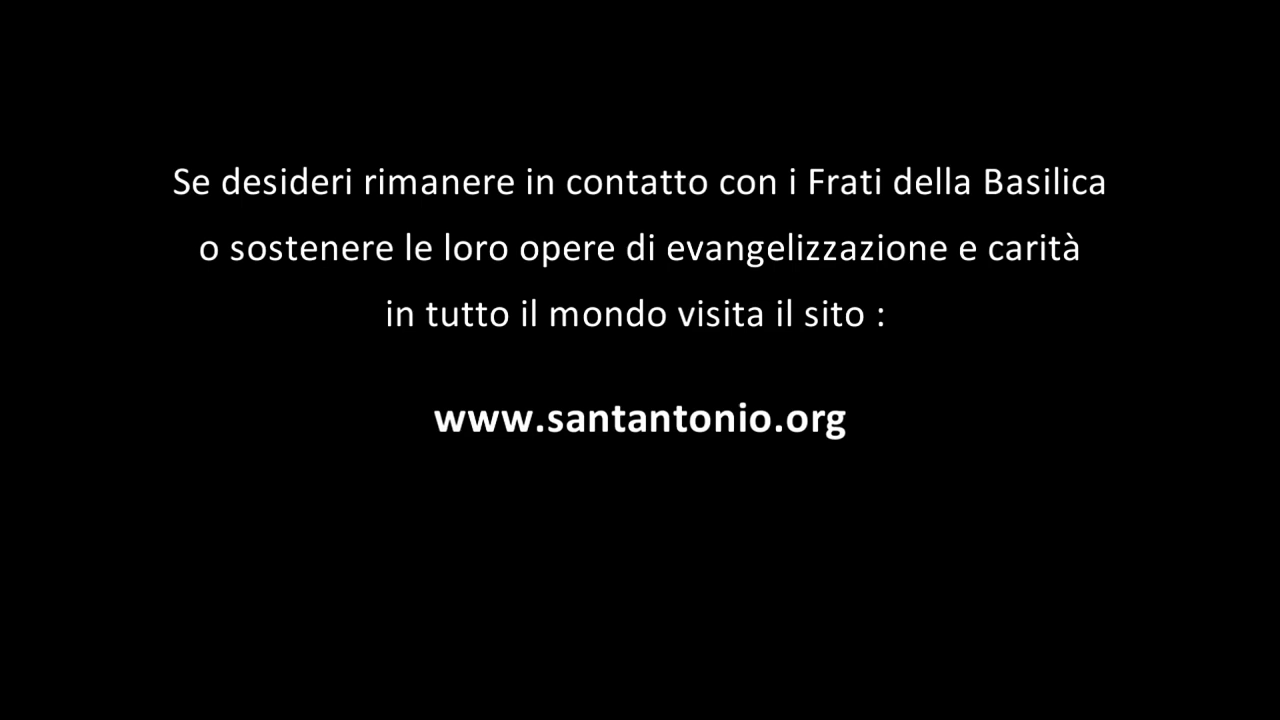 Se desideri rimanere in contatto con i Frati della Basilica
o sostenere le loro opere di evangelizzazione e carità
in tutto il mondo visita il sito :
www.santantonio.org